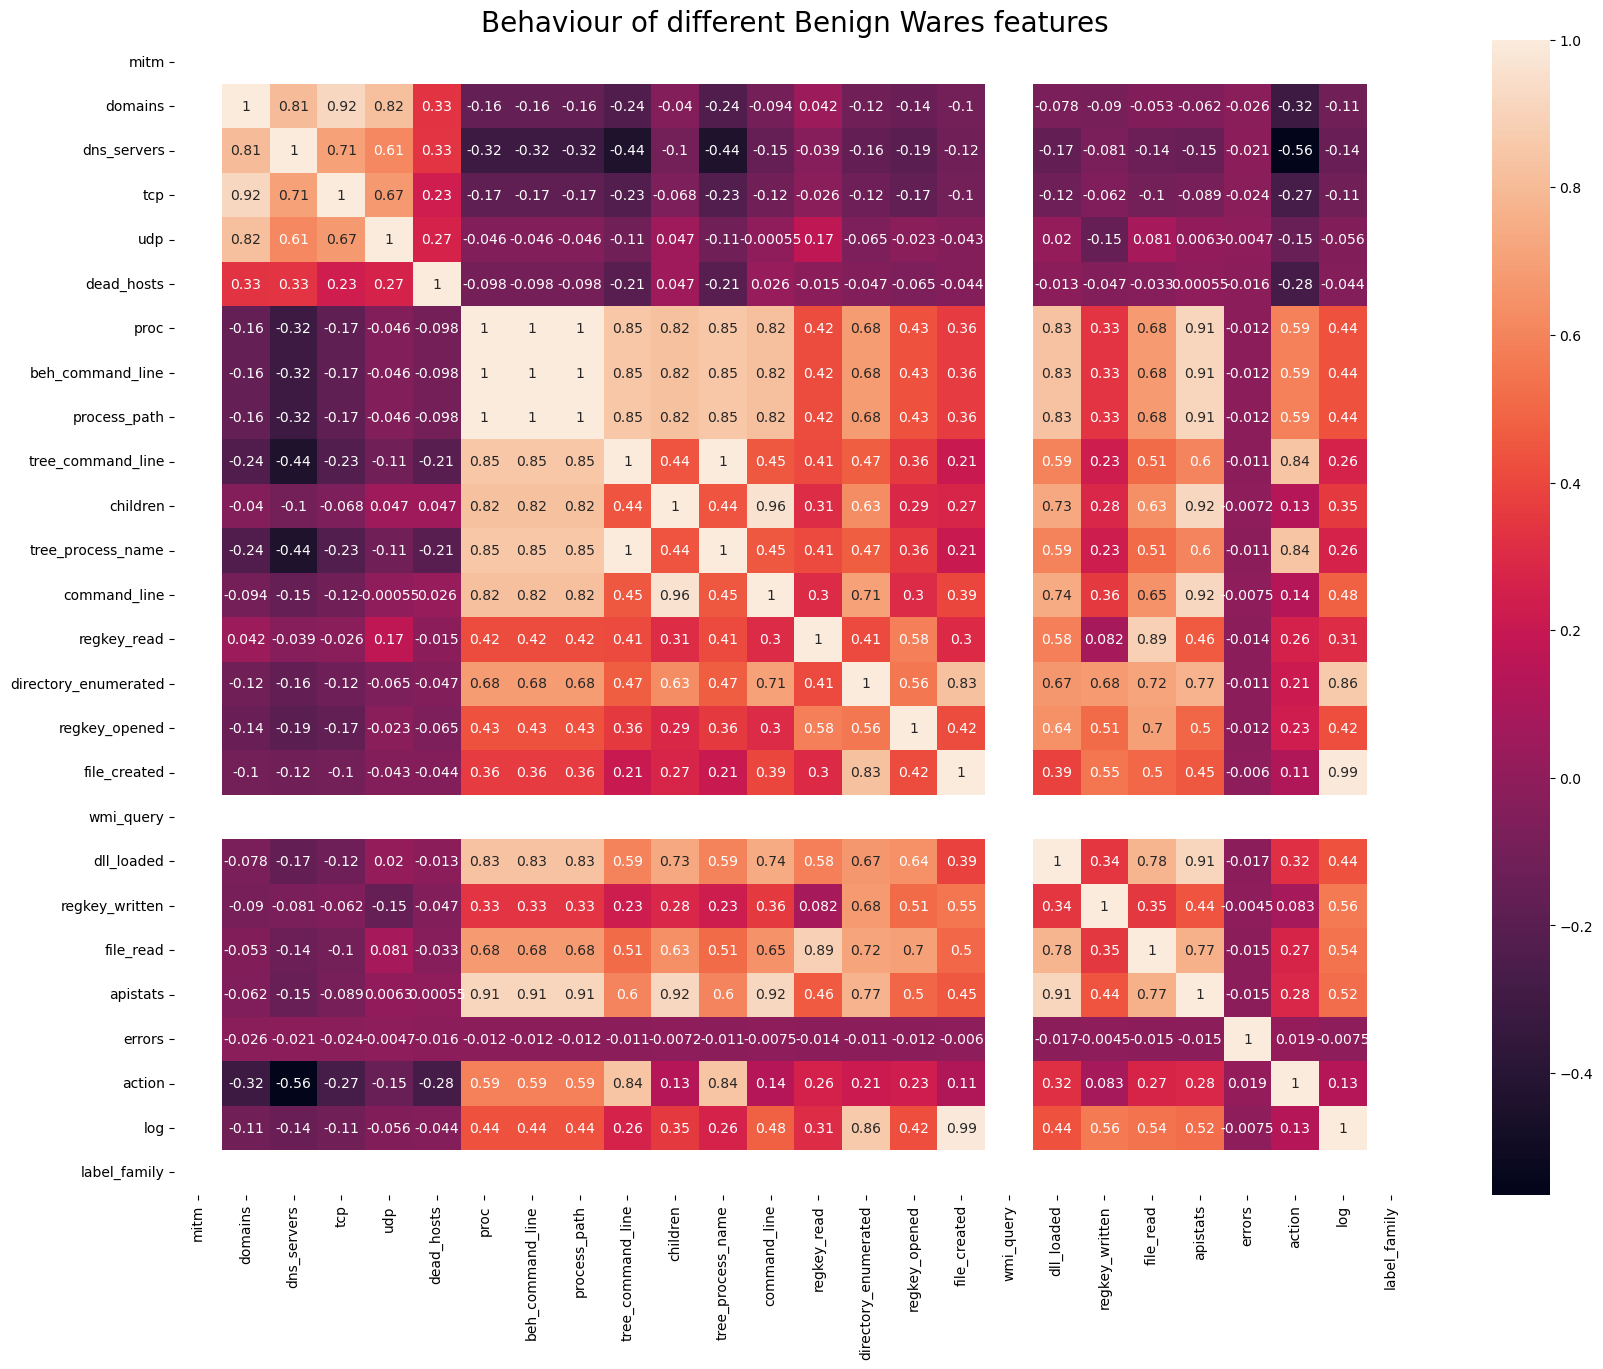 Behaviour of different Benign Wares features
mitm
domains 1 0.81 0.92 0.82 0.33 -0.16 -0.16 -0.16 -0.24 -0.04 -0.24 -0.094 0.042 -0.12 -0.14 -0.1 -0.078 -0.09 -0.053 -0.062 -0.026 -0.32 -0.11
dns_servers 0.81 1 0.71 0.61 0.33 -0.32 -0.32 -0.32 -0.44 -0.1 -0.44 -0.15 -0.039 -0.16 -0.19 -0.12 -0.17 -0.081 -0.14 -0.15 -0.021 -0.56 -0.14
tcp 0.92 0.71 1 0.67 0.23 -0.17 -0.17 -0.17 -0.23 -0.068 -0.23 -0.12 -0.026 -0.12 -0.17 -0.1 -0.12 -0.062 -0.1 -0.089 -0.024 -0.27 -0.11
udp 0.82 0.61 0.67 1 0.27 -0.046 -0.046 -0.046 -0.11 0.047 -0.11 -0.00055 0.17 -0.065 -0.023 -0.043 0.02 -0.15 0.081 0.0063 -0.0047 -0.15 -0.056
dead_hosts 0.33 0.33 0.23 0.27 1 -0.098 -0.098 -0.098 -0.21 0.047 -0.21 0.026 -0.015 -0.047 -0.065 -0.044 -0.013 -0.047 -0.033 0.00055 -0.016 -0.28 -0.044
proc -0.16 -0.32 -0.17 -0.046 -0.098 1 1 1 0.85 0.82 0.85 0.82 0.42 0.68 0.43 0.36 0.83 0.33 0.68 0.91 -0.012 0.59 0.44
beh_command_line -0.16 -0.32 -0.17 -0.046 -0.098 1 1 1 0.85 0.82 0.85 0.82 0.42 0.68 0.43 0.36 0.83 0.33 0.68 0.91 -0.012 0.59 0.44
process_path -0.16 -0.32 -0.17 -0.046 -0.098 1 1 1 0.85 0.82 0.85 0.82 0.42 0.68 0.43 0.36 0.83 0.33 0.68 0.91 -0.012 0.59 0.44
tree_command_line -0.24 -0.44 -0.23 -0.11 -0.21 0.85 0.85 0.85 1 0.44 1 0.45 0.41 0.47 0.36 0.21 0.59 0.23 0.51 0.6 -0.011 0.84 0.26
children -0.04 -0.1 -0.068 0.047 0.047 0.82 0.82 0.82 0.44 1 0.44 0.96 0.31 0.63 0.29 0.27 0.73 0.28 0.63 0.92 -0.0072 0.13 0.35
tree_process_name -0.24 -0.44 -0.23 -0.11 -0.21 0.85 0.85 0.85 1 0.44 1 0.45 0.41 0.47 0.36 0.21 0.59 0.23 0.51 0.6 -0.011 0.84 0.26
command_line -0.094 -0.15 -0.12 -0.00055 0.026 0.82 0.82 0.82 0.45 0.96 0.45 1 0.3 0.71 0.3 0.39 0.74 0.36 0.65 0.92 -0.0075 0.14 0.48
regkey_read 0.042 -0.039 -0.026 0.17 -0.015 0.42 0.42 0.42 0.41 0.31 0.41 0.3 1 0.41 0.58 0.3 0.58 0.082 0.89 0.46 -0.014 0.26 0.31
directory_enumerated -0.12 -0.16 -0.12 -0.065 -0.047 0.68 0.68 0.68 0.47 0.63 0.47 0.71 0.41 1 0.56 0.83 0.67 0.68 0.72 0.77 -0.011 0.21 0.86
regkey_opened -0.14 -0.19 -0.17 -0.023 -0.065 0.43 0.43 0.43 0.36 0.29 0.36 0.3 0.58 0.56 1 0.42 0.64 0.51 0.7 0.5 -0.012 0.23 0.42
file_created -0.1 -0.12 -0.1 -0.043 -0.044 0.36 0.36 0.36 0.21 0.27 0.21 0.39 0.3 0.83 0.42 1 0.39 0.55 0.5 0.45 -0.006 0.11 0.99
wmi_query
dll_loaded -0.078 -0.17 -0.12 0.02 -0.013 0.83 0.83 0.83 0.59 0.73 0.59 0.74 0.58 0.67 0.64 0.39 1 0.34 0.78 0.91 -0.017 0.32 0.44
regkey_written -0.09 -0.081 -0.062 -0.15 -0.047 0.33 0.33 0.33 0.23 0.28 0.23 0.36 0.082 0.68 0.51 0.55 0.34 1 0.35 0.44 -0.0045 0.083 0.56
file_read -0.053 -0.14 -0.1 0.081 -0.033 0.68 0.68 0.68 0.51 0.63 0.51 0.65 0.89 0.72 0.7 0.5 0.78 0.35 1 0.77 -0.015 0.27 0.54
apistats -0.062 -0.15 -0.089 0.0063 0.00055 0.91 0.91 0.91 0.6 0.92 0.6 0.92 0.46 0.77 0.5 0.45 0.91 0.44 0.77 1 -0.015 0.28 0.52
errors -0.026 -0.021 -0.024 -0.0047 -0.016 -0.012 -0.012 -0.012 -0.011 -0.0072 -0.011 -0.0075 -0.014 -0.011 -0.012 -0.006 -0.017 -0.0045 -0.015 -0.015 1 0.019 -0.0075
action -0.32 -0.56 -0.27 -0.15 -0.28 0.59 0.59 0.59 0.84 0.13 0.84 0.14 0.26 0.21 0.23 0.11 0.32 0.083 0.27 0.28 0.019 1 0.13
log -0.11 -0.14 -0.11 -0.056 -0.044 0.44 0.44 0.44 0.26 0.35 0.26 0.48 0.31 0.86 0.42 0.99 0.44 0.56 0.54 0.52 -0.0075 0.13 1
label_family
mitm
domains
dns_servers
tcp
udp
dead_hosts
proc
beh_command_line
process_path
tree_command_line
children
tree_process_name
command_line
regkey_read
directory_enumerated
regkey_opened
file_created
wmi_query
dll_loaded
regkey_written
file_read
apistats
errors
action
log
label_family
1.0
0.8
0.6
0.4
0.2
0.0
−0.2
−0.4